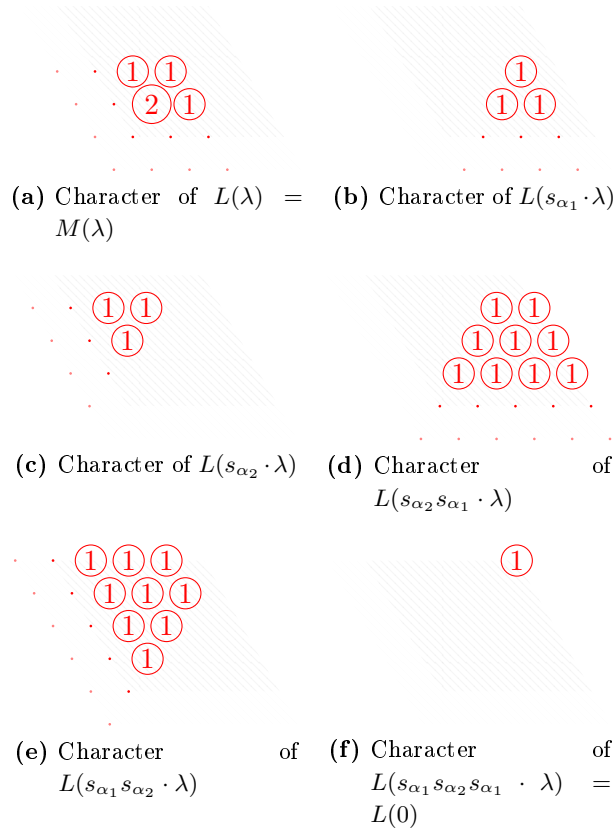 1 1
2 1
(a) Character of L(λ) =
M(λ)
1
1 1
(b) Character of L(s_{α_1} · λ)
1 1
1
(c) Character of L(s_{α_2} · λ)
1 1
1 1 1
1 1 1 1
(d) Character of
L(s_{α_2} s_{α_1} · λ)
1 1 1
1 1 1
1 1
1
(e) Character of
L(s_{α_1} s_{α_2} · λ)
1
(f) Character of
L(s_{α_1} s_{α_2} s_{α_1} · λ) =
L(0)